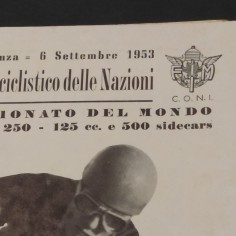 nza = 6 Settembre 1953
ciclistico delle Nazioni
F M
C.O.N.I.
IONATO DEL MONDO
250 - 125 cc. e 500 sidecars